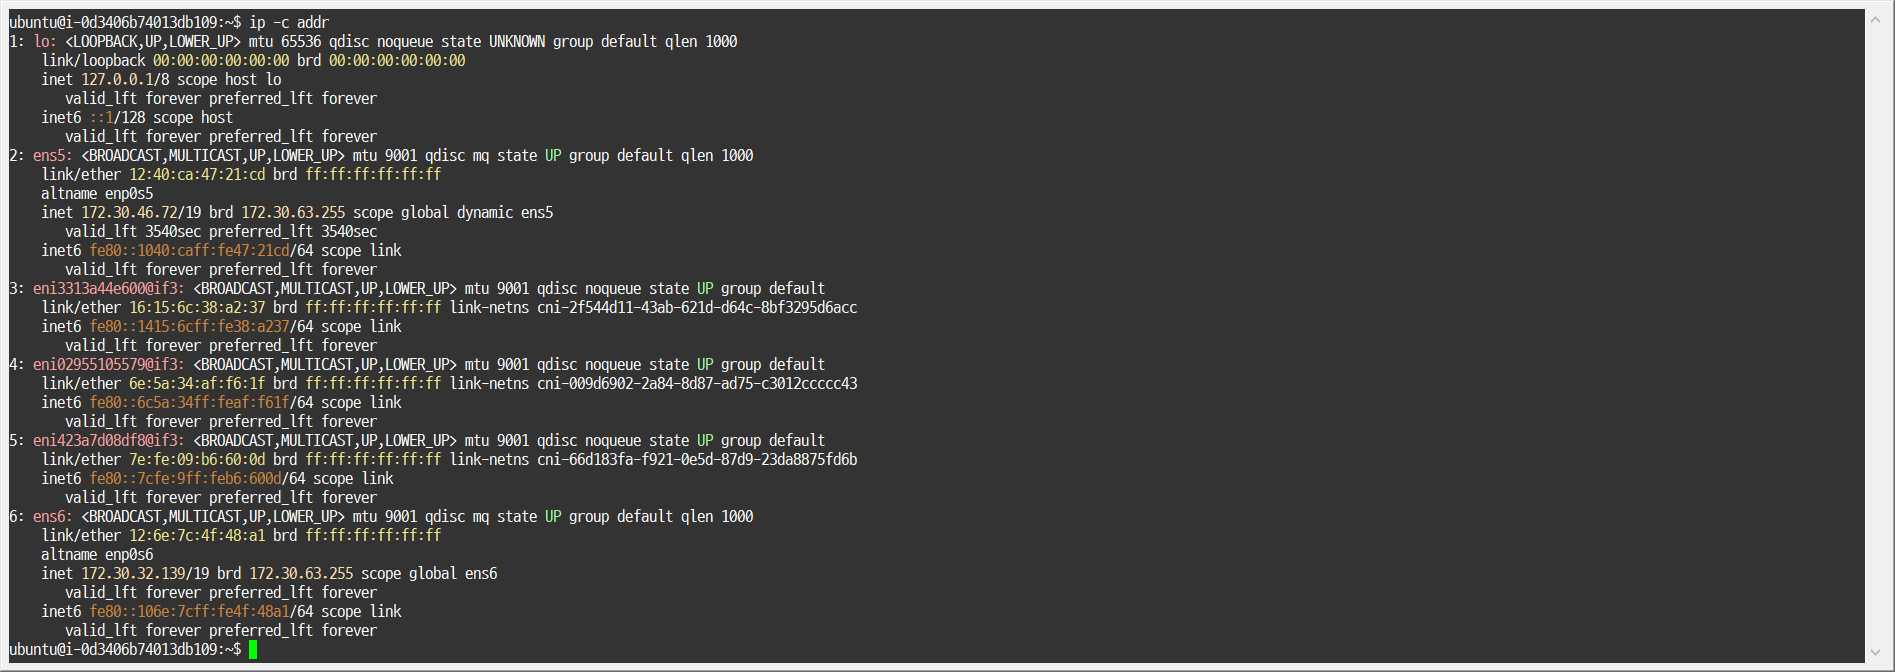 ubuntu@i-0d3406b74013db109:~$ ip -c addr
1: lo: <LOOPBACK,UP,LOWER_UP> mtu 65536 qdisc noqueue state UNKNOWN group default qlen 1000
    link/loopback 00:00:00:00:00:00 brd 00:00:00:00:00:00
    inet 127.0.0.1/8 scope host lo
       valid_lft forever preferred_lft forever
    inet6 ::1/128 scope host
       valid_lft forever preferred_lft forever
2: ens5: <BROADCAST,MULTICAST,UP,LOWER_UP> mtu 9001 qdisc mq state UP group default qlen 1000
    link/ether 12:40:ca:47:21:cd brd ff:ff:ff:ff:ff:ff
    altname enp0s5
    inet 172.30.46.72/19 brd 172.30.63.255 scope global dynamic ens5
       valid_lft 3540sec preferred_lft 3540sec
    inet6 fe80::1040:caff:fe47:21cd/64 scope link
       valid_lft forever preferred_lft forever
3: eni3313a44e600@if3: <BROADCAST,MULTICAST,UP,LOWER_UP> mtu 9001 qdisc noqueue state UP group default
    link/ether 16:15:6c:38:a2:37 brd ff:ff:ff:ff:ff:ff link-netns cni-2f544d11-43ab-621d-d64c-8bf3295d6acc
    inet6 fe80::1415:6cff:fe38:a237/64 scope link
       valid_lft forever preferred_lft forever
4: eni02955105579@if3: <BROADCAST,MULTICAST,UP,LOWER_UP> mtu 9001 qdisc noqueue state UP group default
    link/ether 6e:5a:34:af:f6:1f brd ff:ff:ff:ff:ff:ff link-netns cni-009d6902-2a84-8d87-ad75-c3012ccccc43
    inet6 fe80::6c5a:34ff:feaf:f61f/64 scope link
       valid_lft forever preferred_lft forever
5: eni423a7d08df8@if3: <BROADCAST,MULTICAST,UP,LOWER_UP> mtu 9001 qdisc noqueue state UP group default
    link/ether 7e:fe:09:b6:60:0d brd ff:ff:ff:ff:ff:ff link-netns cni-66d183fa-f921-0e5d-87d9-23da8875fd6b
    inet6 fe80::7cfe:9ff:feb6:600d/64 scope link
       valid_lft forever preferred_lft forever
6: ens6: <BROADCAST,MULTICAST,UP,LOWER_UP> mtu 9001 qdisc mq state UP group default qlen 1000
    link/ether 12:6e:7c:4f:48:a1 brd ff:ff:ff:ff:ff:ff
    altname enp0s6
    inet 172.30.32.139/19 brd 172.30.63.255 scope global ens6
       valid_lft forever preferred_lft forever
    inet6 fe80::106e:7cff:fe4f:48a1/64 scope link
       valid_lft forever preferred_lft forever
ubuntu@i-0d3406b74013db109:~$